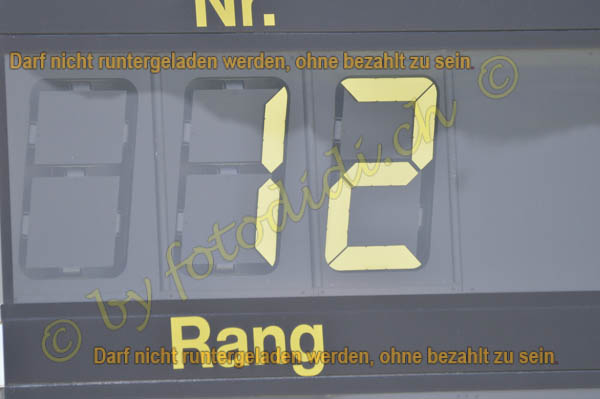 Nr.
Darf nicht runtergeladen werden, ohne bezahlt zu sein.
12
© by fotodidi.ch ©
Rang
Darf nicht runtergeladen werden, ohne bezahlt zu sein.